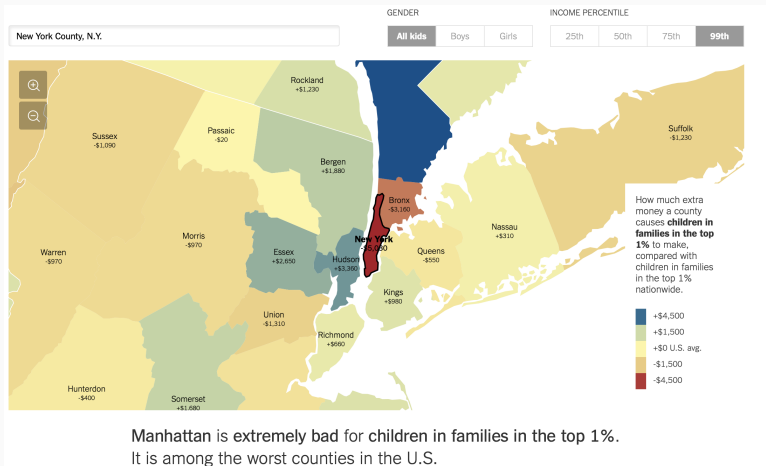 GENDER
INCOME PERCENTILE
New York County, N.Y.
All kids
Boys
Girls
25th
50th
75th
99th
Rockland
+$1,230
Sussex
-$1,090
Passaic
-$20
Suffolk
-$1,230
Bergen
+$1,880
Bronx
-$3,160
How much extra
money a county
causes children in
families in the top
1% to make,
compared with
children in families
in the top 1%
nationwide.
Nassau
+$310
Morris
-$970
New York
Warren
-$970
Essex
+$2,650
Hudson
+$3,360
Queens
-$550
Kings
+$980
Union
-$1,310
Richmond
+$660
+$4,500
+$1,500
+$0 U.S. avg.
-$1,500
-$4,500
Hunterdon
-$400
Somerset
+$1,680
Manhattan is extremely bad for children in families in the top 1%.
It is among the worst counties in the U.S.